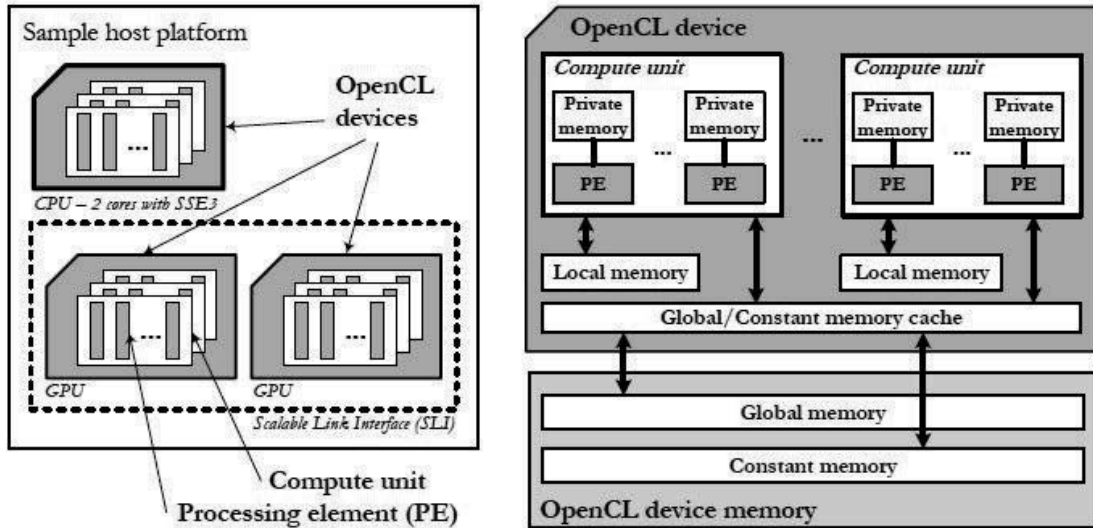 Sample host platform
OpenCL
devices
...
CPU – 2 cores with SSE3
...
...
GPU
GPU
Scalable Link Interface (SLI)
Compute unit
Processing element (PE)
OpenCL device
Compute unit
Compute unit
Private
memory
Private
memory
Private
memory
Private
memory
...
...
...
PE
PE
PE
PE
Local memory
Local memory
Global/Constant memory cache
Global memory
Constant memory
OpenCL device memory